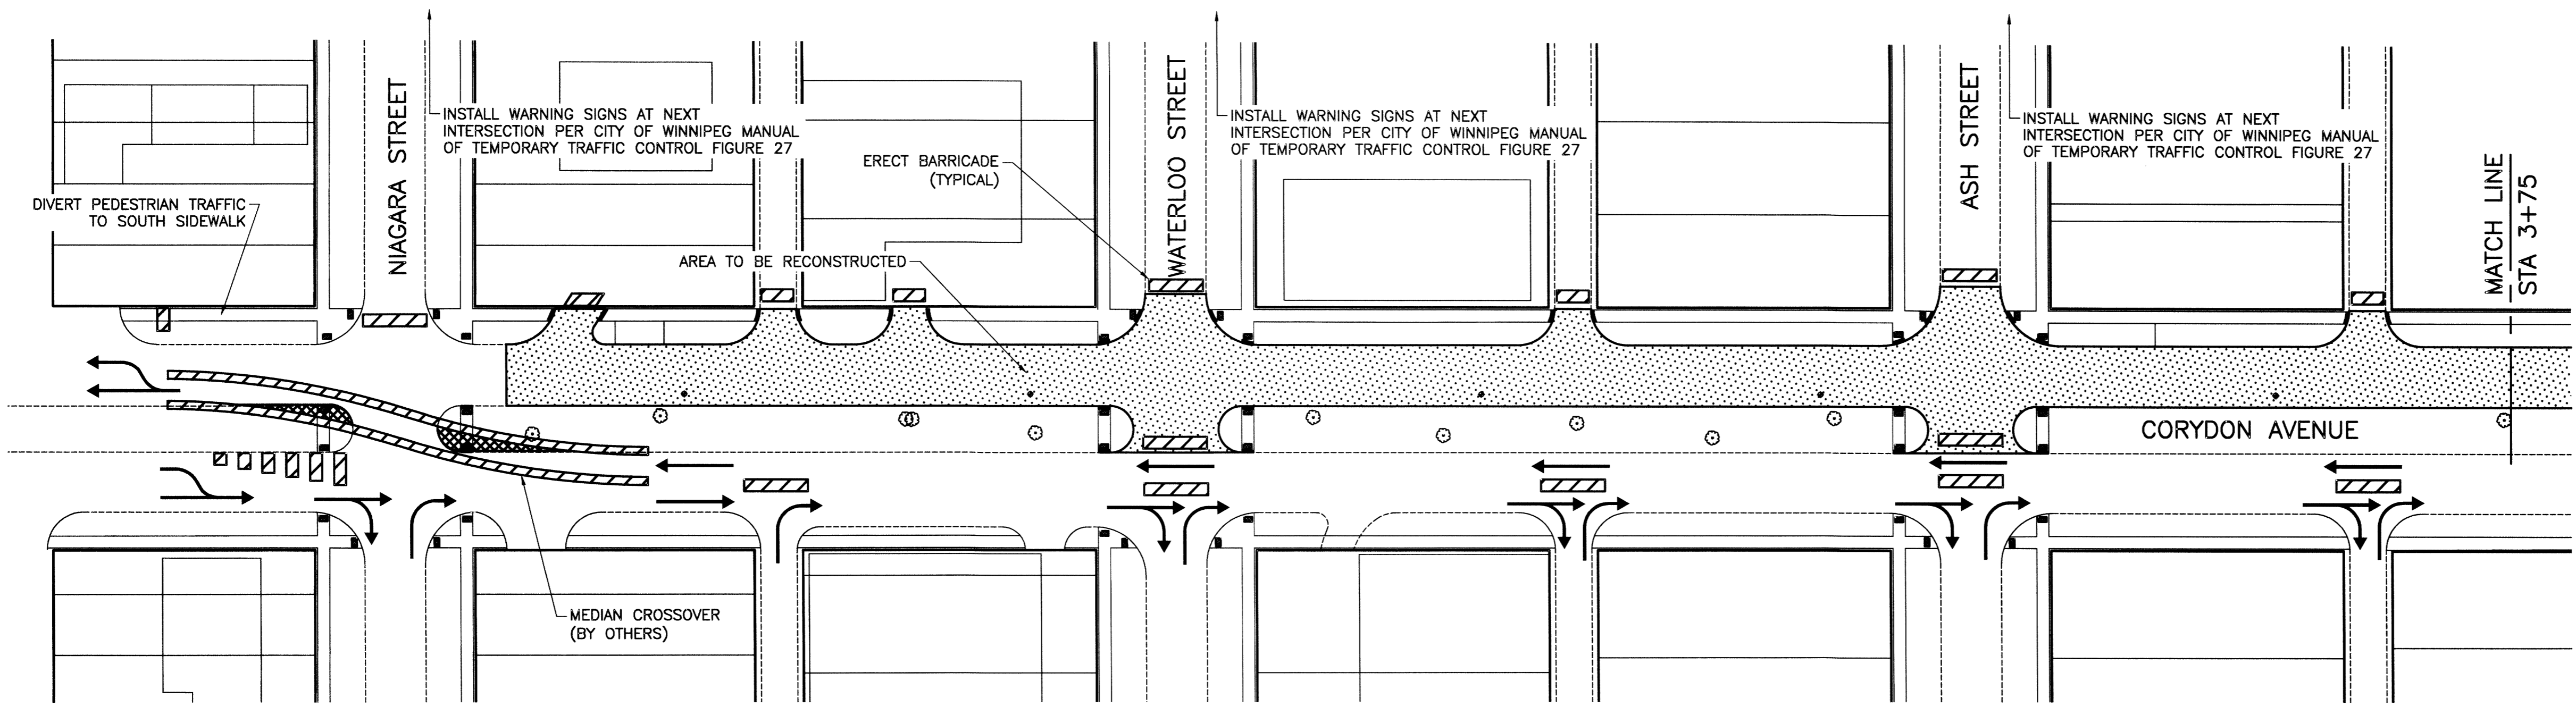 NIAGARA STREET
INSTALL WARNING SIGNS AT NEXT
INTERSECTION PER CITY OF WINNIPEG MANUAL
OF TEMPORARY TRAFFIC CONTROL FIGURE 27
DIVERT PEDESTRIAN TRAFFIC
TO SOUTH SIDEWALK
ERECT BARRICADE
(TYPICAL)
AREA TO BE RECONSTRUCTED
WATERLOO STREET
INSTALL WARNING SIGNS AT NEXT
INTERSECTION PER CITY OF WINNIPEG MANUAL
OF TEMPORARY TRAFFIC CONTROL FIGURE 27
ASH STREET
INSTALL WARNING SIGNS AT NEXT
INTERSECTION PER CITY OF WINNIPEG MANUAL
OF TEMPORARY TRAFFIC CONTROL FIGURE 27
MATCH LINE
STA 3+75
CORYDON AVENUE
MEDIAN CROSSOVER
(BY OTHERS)